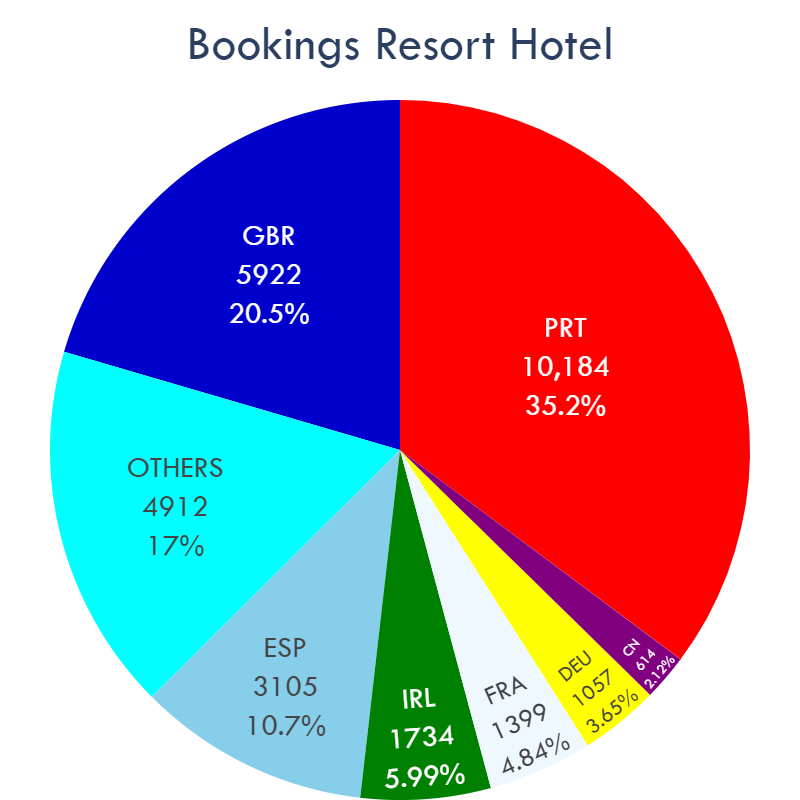 Bookings Resort Hotel
GBR
5922
20.5%
PRT
10,184
35.2%
OTHERS
4912
17%
ESP
3105
10.7%
IRL
1734
5.99%
FRA
1399
4.84%
DEU
1057
3.65%
CN
614
2.12%